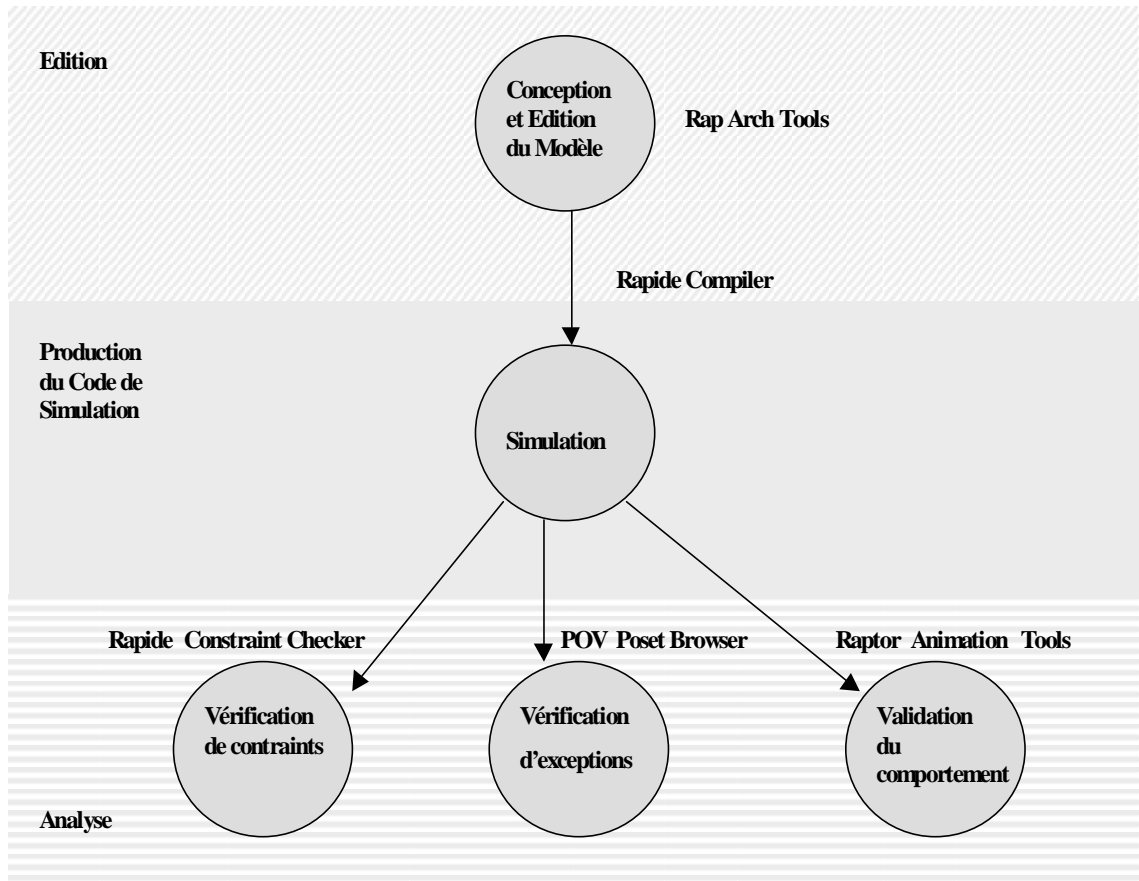 Edition
Conception
et Edition
du Modèle
Rap Arch Tools
Rapide Compiler
Production
du Code de
Simulation
Simulation
Rapide Constraint Checker
POV Poset Browser
Raptor Animation Tools
Vérification
de contraints
Vérification
d'exceptions
Validation
du
comportement
Analyse